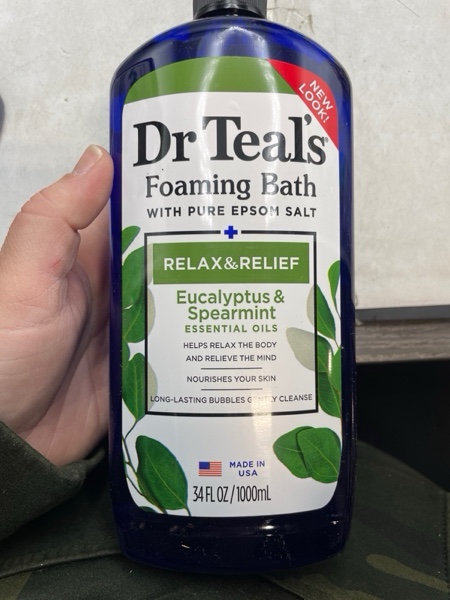 NEW
LOOK!
Dr Teal's®
Foaming Bath
WITH PURE EPSOM SALT
RELAX&RELIEF
Eucalyptus &
Spearmint
ESSENTIAL OILS
HELPS RELAX THE BODY
AND RELIEVE THE MIND
NOURISHES YOUR SKIN
LONG-LASTING BUBBLES GENTLY CLEANSE
MADE IN
USA
34 FL OZ/1000mL